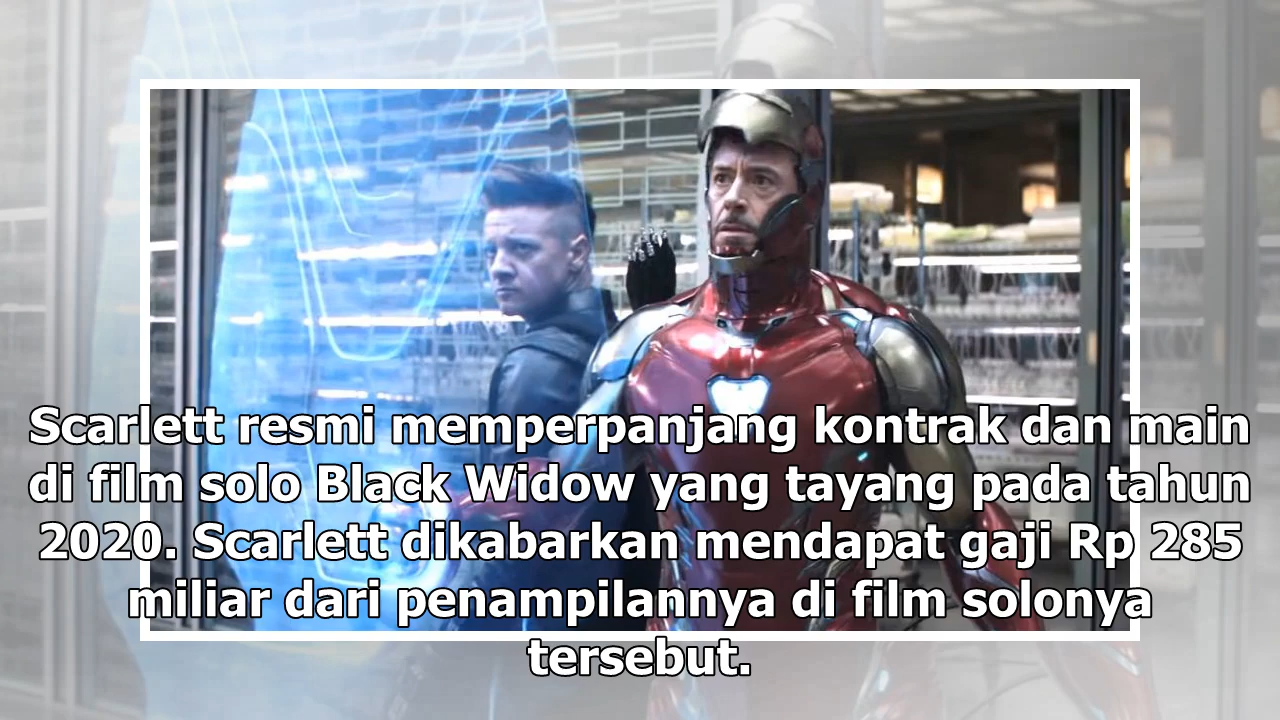 Scarlett resmi memperpanjang kontrak dan main
di film solo Black Widow yang tayang pada tahun
2020. Scarlett dikabarkan mendapat gaji Rp 285
miliar dari penampilannya di film solonya
tersebut.